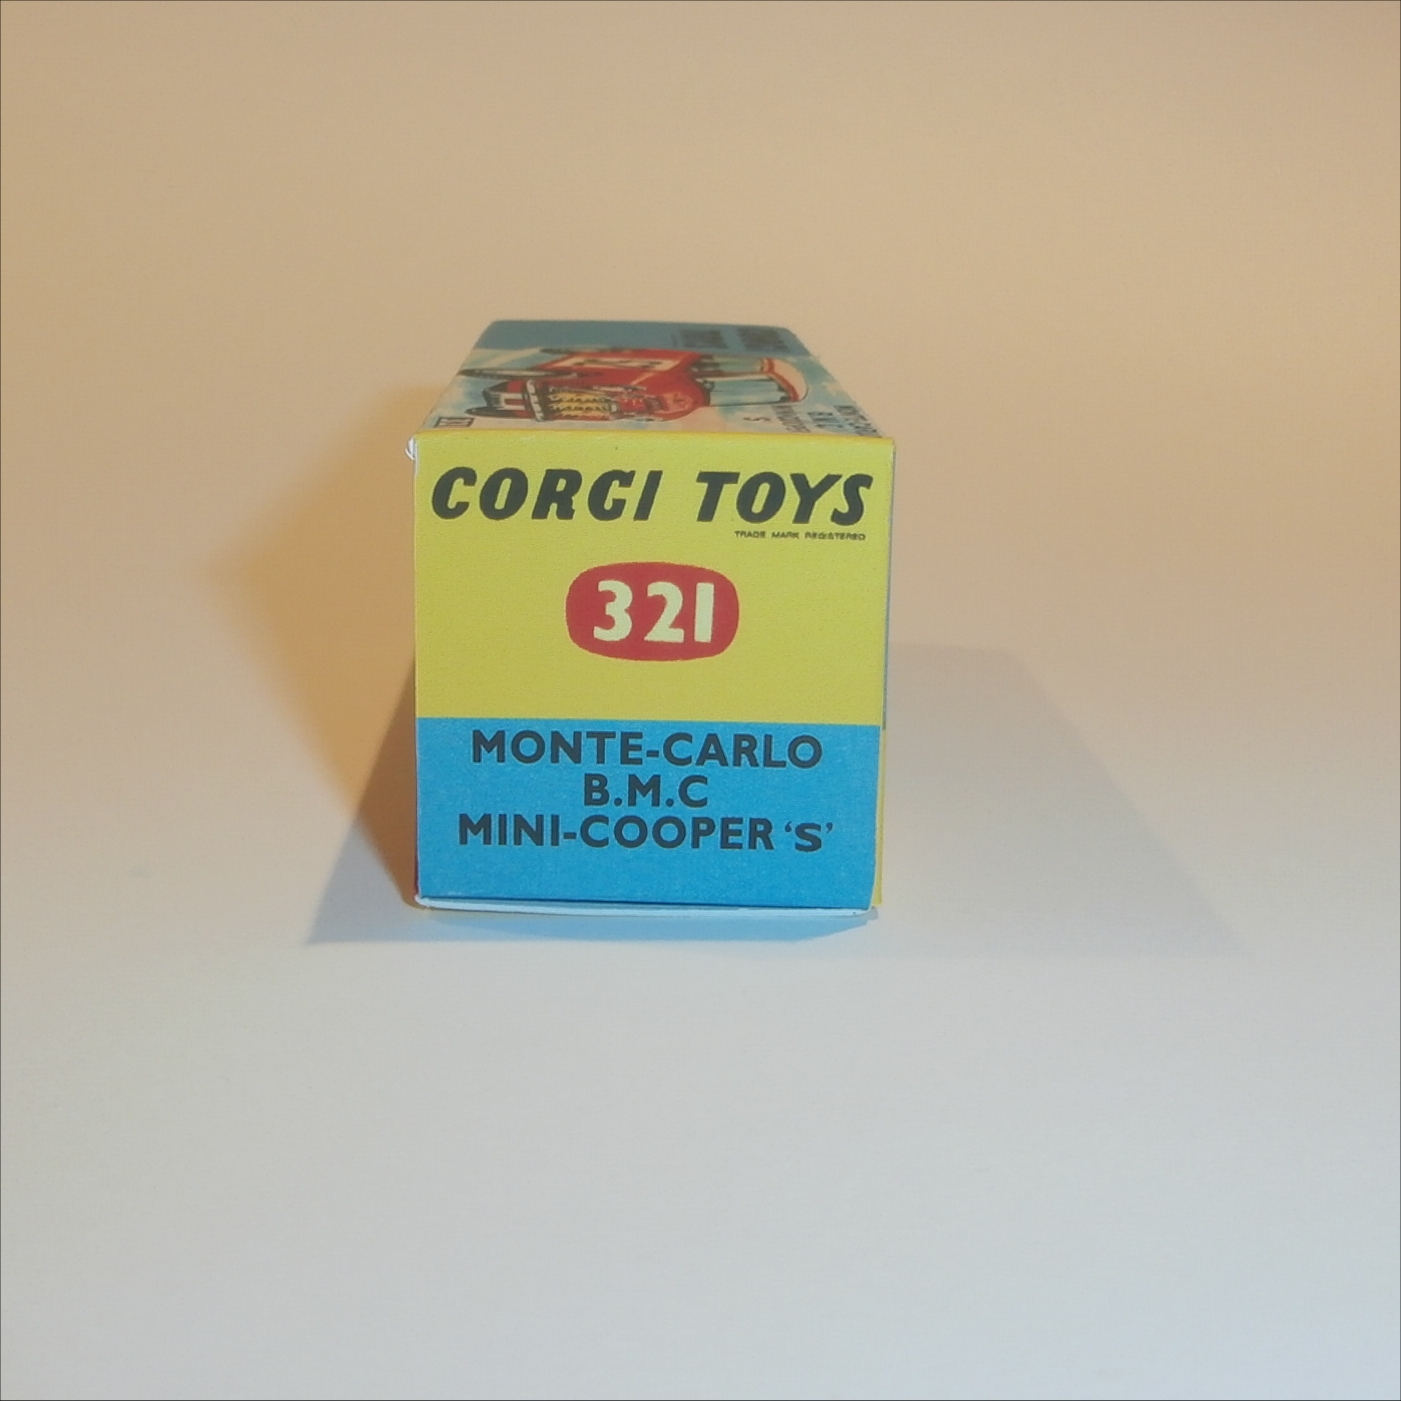 CORGI TOYS
TRADE MARK REGISTERED
321
MONTE-CARLO
B.M.C
MINI-COOPER ‘S’